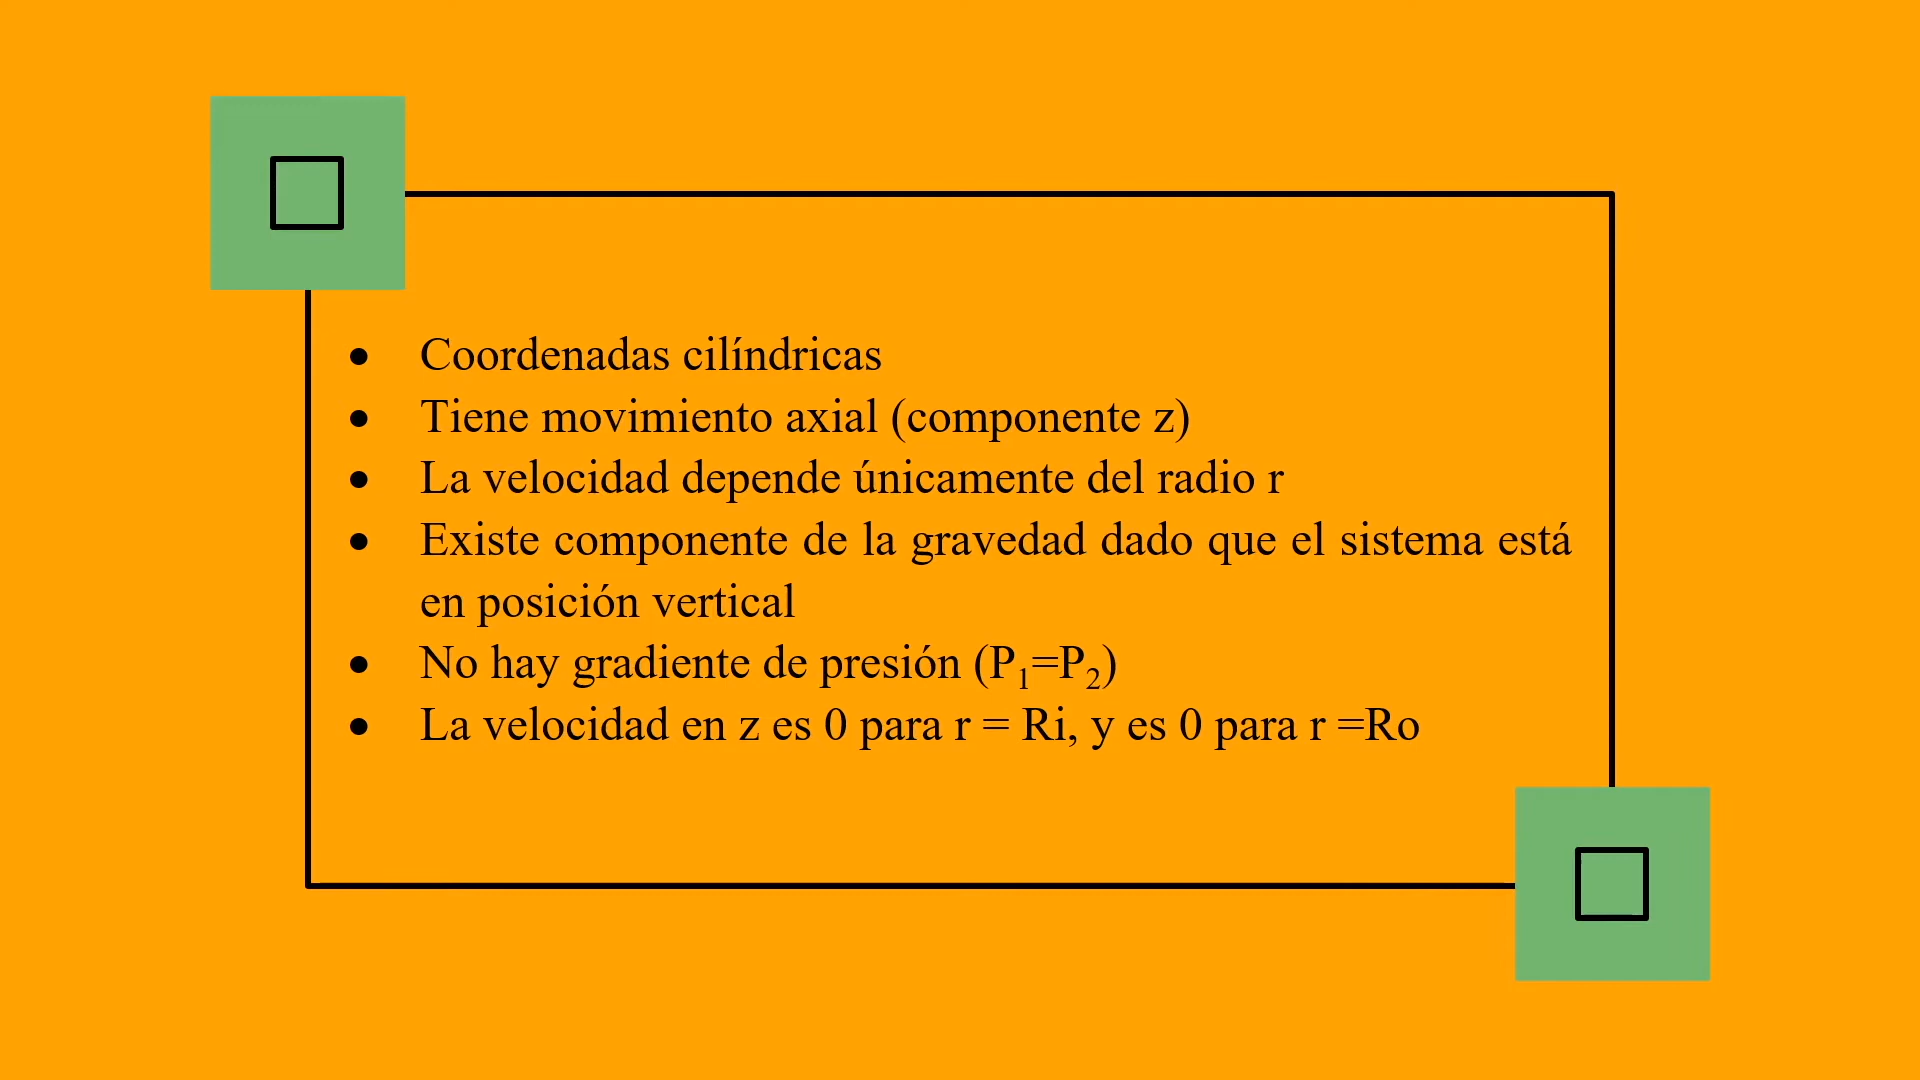 ● Coordenadas cilíndricas
● Tiene movimiento axial (componente z)
● La velocidad depende únicamente del radio r
● Existe componente de la gravedad dado que el sistema está
en posición vertical
● No hay gradiente de presión (P₁=P₂)
● La velocidad en z es 0 para r = Ri, y es 0 para r =Ro